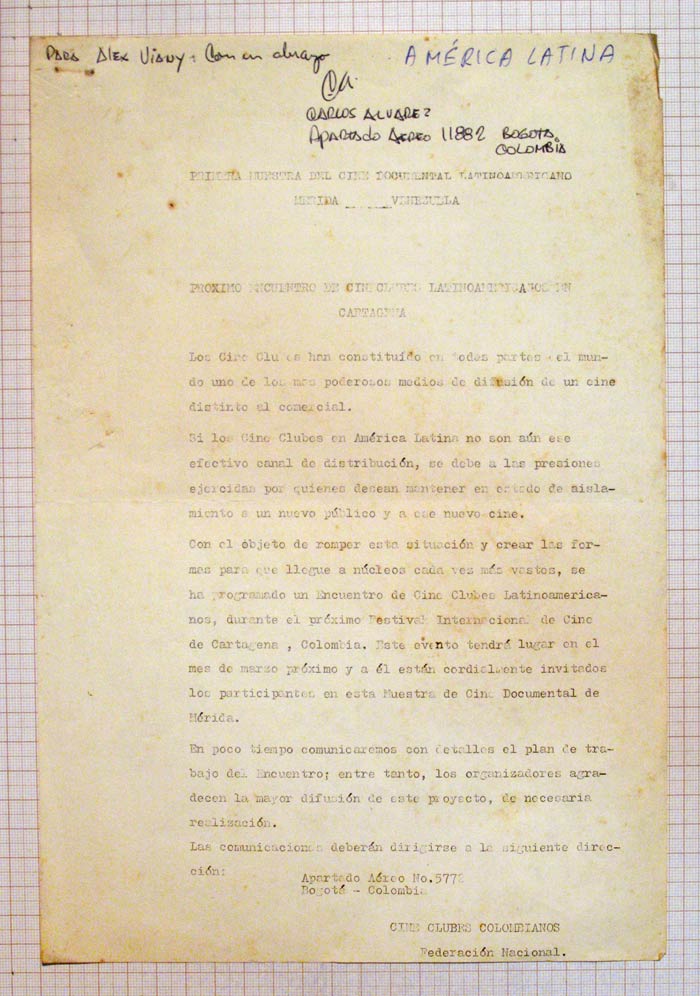 PARA ALEX VIANY: Con un abrazo
AMÉRICA LATINA
CA.
CARLOS ALVAREZ
APARTADO AEREO 11882 BOGOTA.
COLOMBIA
PRIMERA MUESTRA DEL CINE DOCUMENTAL LATINOAMERICANO
MERIDA _____ VENEZUELA
PROXIMO ENCUENTRO DE CINE CLUBES LATINOAMERICANOS EN
CARTAGENA
Los Cine Clubes han constituído en todas partes del mun-
do uno de los mas poderosos medios de difusión de un cine
distinto al comercial.
Si los Cine Clubes en América Latina no son aún ese
efectivo canal de distribución, se debe a las presiones
ejercidas por quienes desean mantener en estado de aisla-
miento a un nuevo público y a ese nuevo cine.
Con el objeto de romper esta situación y crear las for-
mas para que llegue a núcleos cada vez más vastos, se
ha programado un Encuentro de Cine Clubes Latinoamerica-
nos, durante el próximo Festival Internacional de Cine
de Cartagena , Colombia. Este evento tendrá lugar en el
mes de marzo próximo y a él están cordialmente invitados
los participantes en esta Muestra de Cine Documental de
Mérida.
En poco tiempo comunicaremos con detalles el plan de tra-
bajo del Encuentro; entre tanto, los organizadores agra-
decen la mayor difusión de este proyecto, de necesaria
realización.
Las comunicaciones deberán dirigirse a la siguiente direc-
ción:
Apartado Aéreo No.5778
Bogotá - Colombia
CINE CLUBES COLOMBIANOS
Federación Nacional.